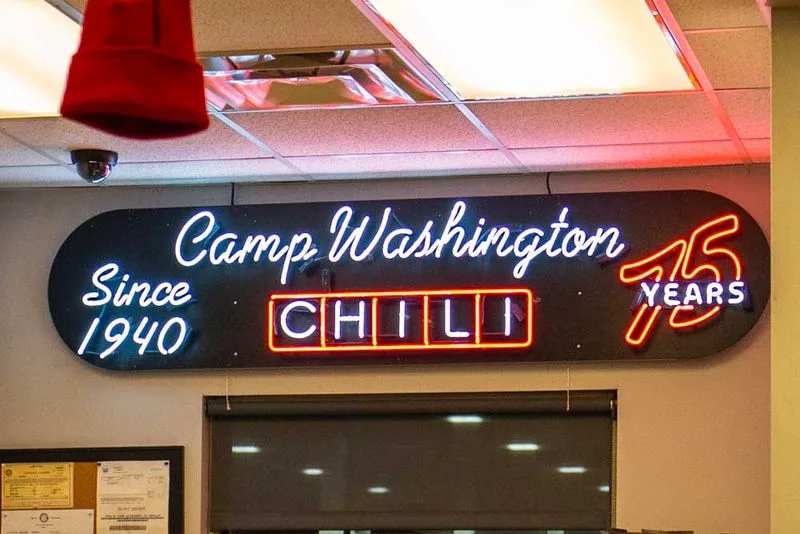 Camp Washington
Since
1940
CHILI
75
YEARS